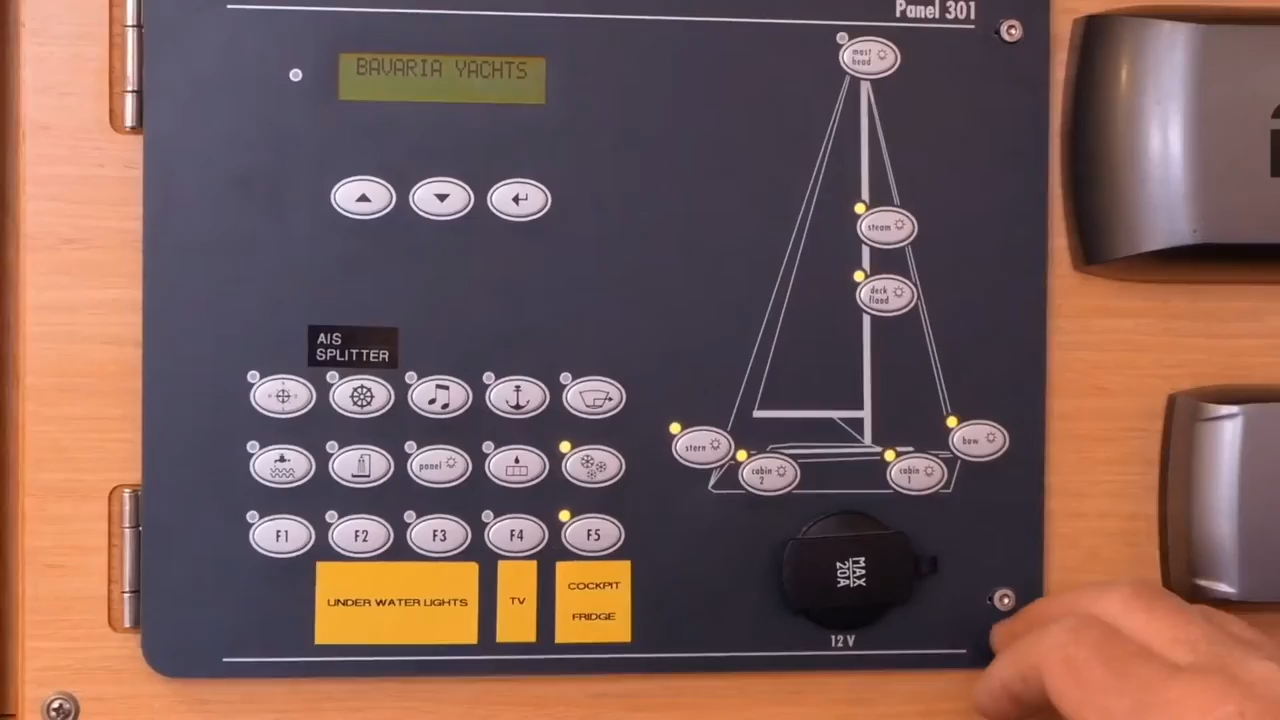 Panel 301
BAVARIA YACHTS
mast
head
steam
deck
flood
AIS
SPLITTER
stern
bow
cabin
2
cabin
1
panel
F1
F2
F3
F4
F5
UNDER WATER LIGHTS
TV
COCKPIT
FRIDGE
MAX
20A
12V